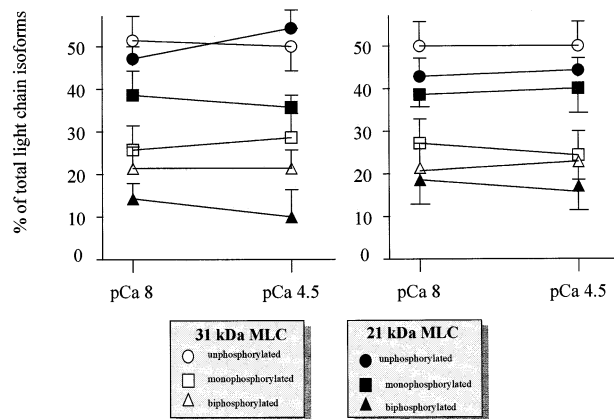 % of total light chain isoforms
50
40
30
20
10
0
50
40
30
20
10
0
pCa 8
pCa 4.5
pCa 8
pCa 4.5
31 kDa MLC
unphosphorylated
monophosphorylated
biphosphorylated
21 kDa MLC
unphosphorylated
monophosphorylated
biphosphorylated